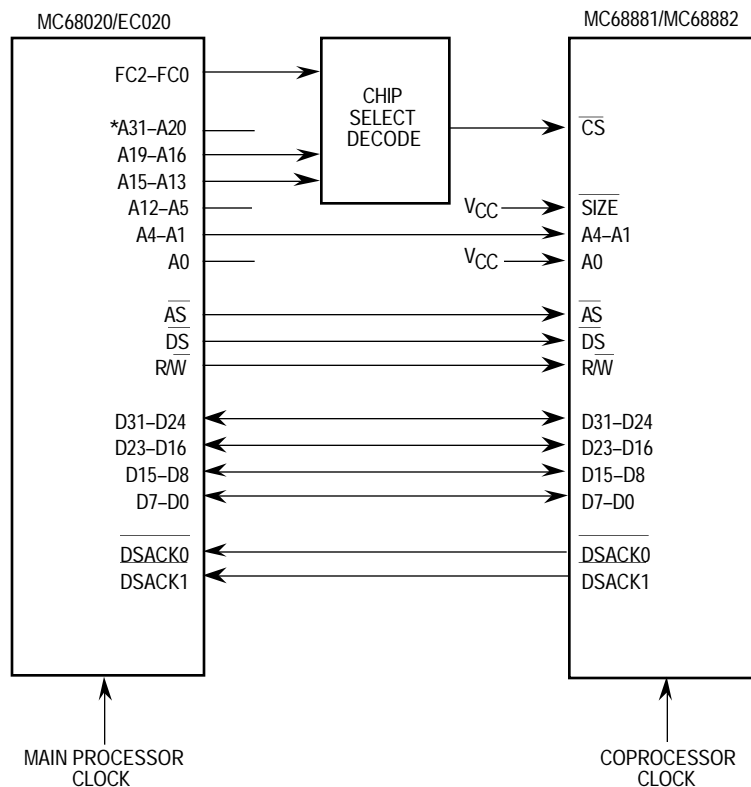 MC68020/EC020
MC68881/MC68882
FC2–FC0
*A31–A20
A19–A16
A15–A13
A12–A5
A4–A1
A0
AS
DS
R/W
D31–D24
D23–D16
D15–D8
D7–D0
DSACK0
DSACK1
CHIP
SELECT
DECODE
VCC
VCC
CS
SIZE
A4–A1
A0
AS
DS
R/W
D31–D24
D23–D16
D15–D8
D7–D0
DSACK0
DSACK1
MAIN PROCESSOR
CLOCK
COPROCESSOR
CLOCK